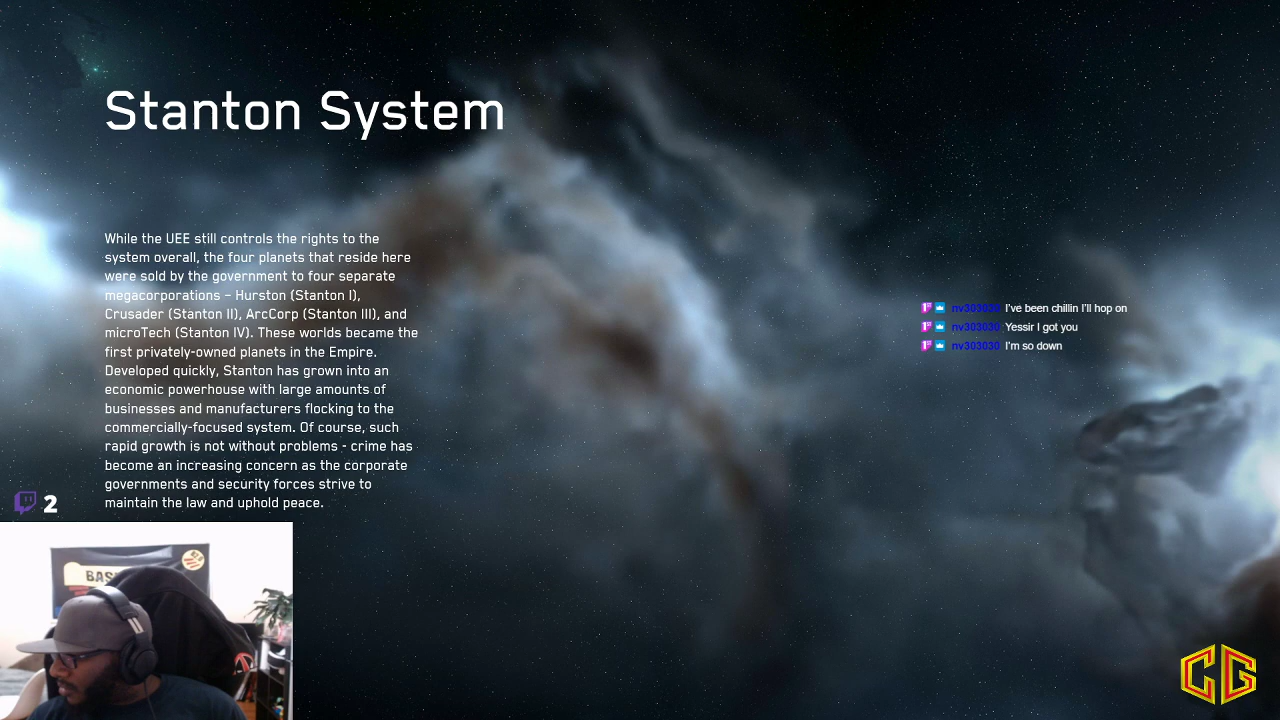 Stanton System
While the UEE still controls the rights to the
system overall, the four planets that reside here
were sold by the government to four separate
megacorporations – Hurston (Stanton I),
Crusader (Stanton II), ArcCorp (Stanton III), and
microTech (Stanton IV). These worlds became the
first privately-owned planets in the Empire.
Developed quickly, Stanton has grown into an
economic powerhouse with large amounts of
businesses and manufacturers flocking to the
commercially-focused system. Of course, such
rapid growth is not without problems - crime has
become an increasing concern as the corporate
governments and security forces strive to
maintain the law and uphold peace.
nv303030 I've been chillin I'll hop on
nv303030 Yessir I got you
nv303030 I'm so down
2
BAS
CG